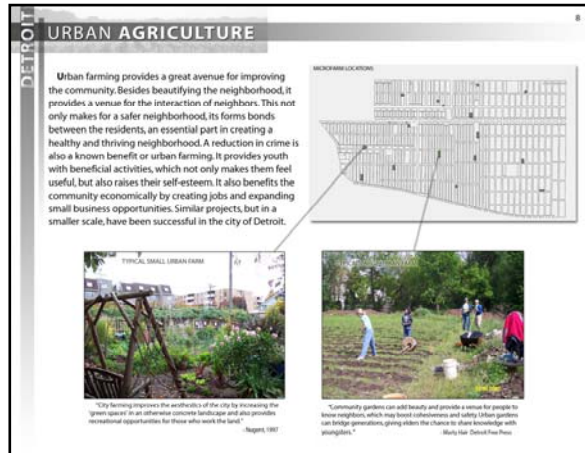 8
DETROIT
URBAN AGRICULTURE
Urban farming provides a great avenue for improving
the community. Besides beautifying the neighborhood, it
provides a venue for the interaction of neighbors. This not
only makes for a safer neighborhood, its forms bonds
between the residents, an essential part in creating a
healthy and thriving neighborhood. A reduction in crime is
also a known benefit or urban farming. It provides youth
with beneficial activities, which not only makes them feel
useful, but also raises their self-esteem. It also benefits the
community economically by creating jobs and expanding
small business opportunities. Similar projects, but in a
smaller scale, have been successful in the city of Detroit.
MICROFARM LOCATIONS
TYPICAL SMALL URBAN FARM
"City farming improves the aesthetics of the city by increasing the
'green spaces' in an otherwise concrete landscape and also provides
recreational opportunities for those who work the land."
- Nugent, 1997
"Community gardens can add beauty and provide a venue for people to
know neighbors, which may boost cohesiveness and safety Urban gardens
can bridge generations, giving elders the chance to share knowledge with
youngsters."
- Marty Hair Detroit Free Press